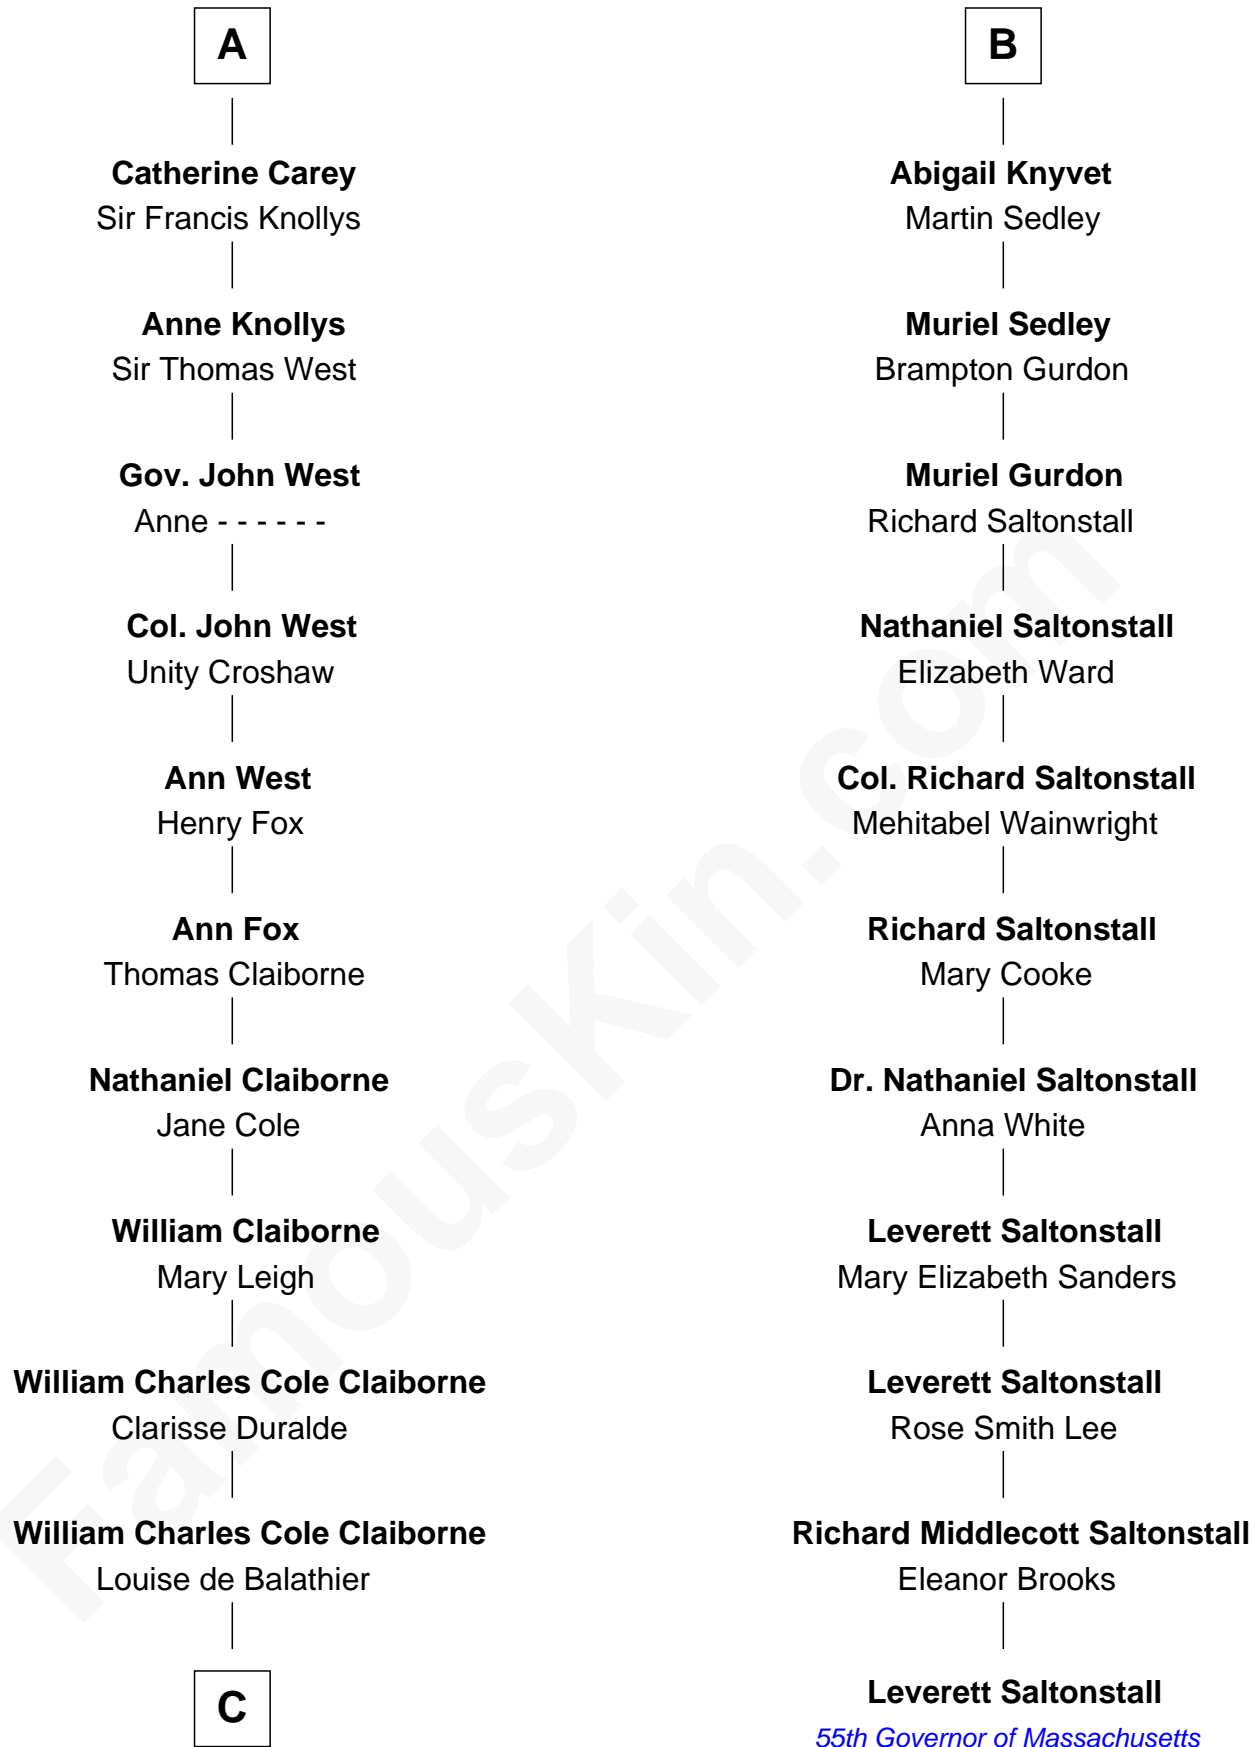 A
Catherine Carey
Sir Francis Knollys
Anne Knollys
Sir Thomas West
Gov. John West
Anne - - - - - -
Col. John West
Unity Croshaw
Ann West
Henry Fox
Ann Fox
Thomas Claiborne
Nathaniel Claiborne
Jane Cole
William Claiborne
Mary Leigh
William Charles Cole Claiborne
Clarisse Duralde
William Charles Cole Claiborne
Louise de Balathier
C
B
Abigail Knyvet
Martin Sedley
Muriel Sedley
Brampton Gurdon
Muriel Gurdon
Richard Saltonstall
Nathaniel Saltonstall
Elizabeth Ward
Col. Richard Saltonstall
Mehitabel Wainwright
Richard Saltonstall
Mary Cooke
Dr. Nathaniel Saltonstall
Anna White
Leverett Saltonstall
Mary Elizabeth Sanders
Leverett Saltonstall
Rose Smith Lee
Richard Middlecott Saltonstall
Eleanor Brooks
Leverett Saltonstall
55th Governor of Massachusetts
FamousKin.com